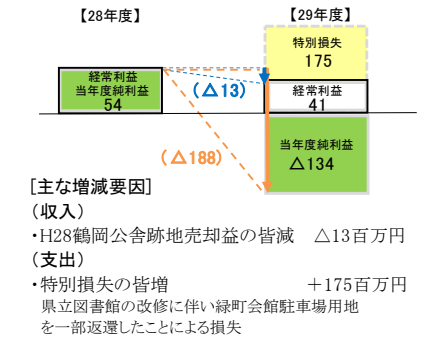 【28年度】
【29年度】
特別損失
175
経常利益
当年度純利益
54
(△13)
経常利益
41
(△188)
当年度純利益
△134
[主な増減要因]
(収入)
・H28鶴岡公舎跡地売却益の皆減 △13百万円
(支出)
・特別損失の皆増 +175百万円
県立図書館の改修に伴い緑町会館駐車場用地
を一部返還したことによる損失